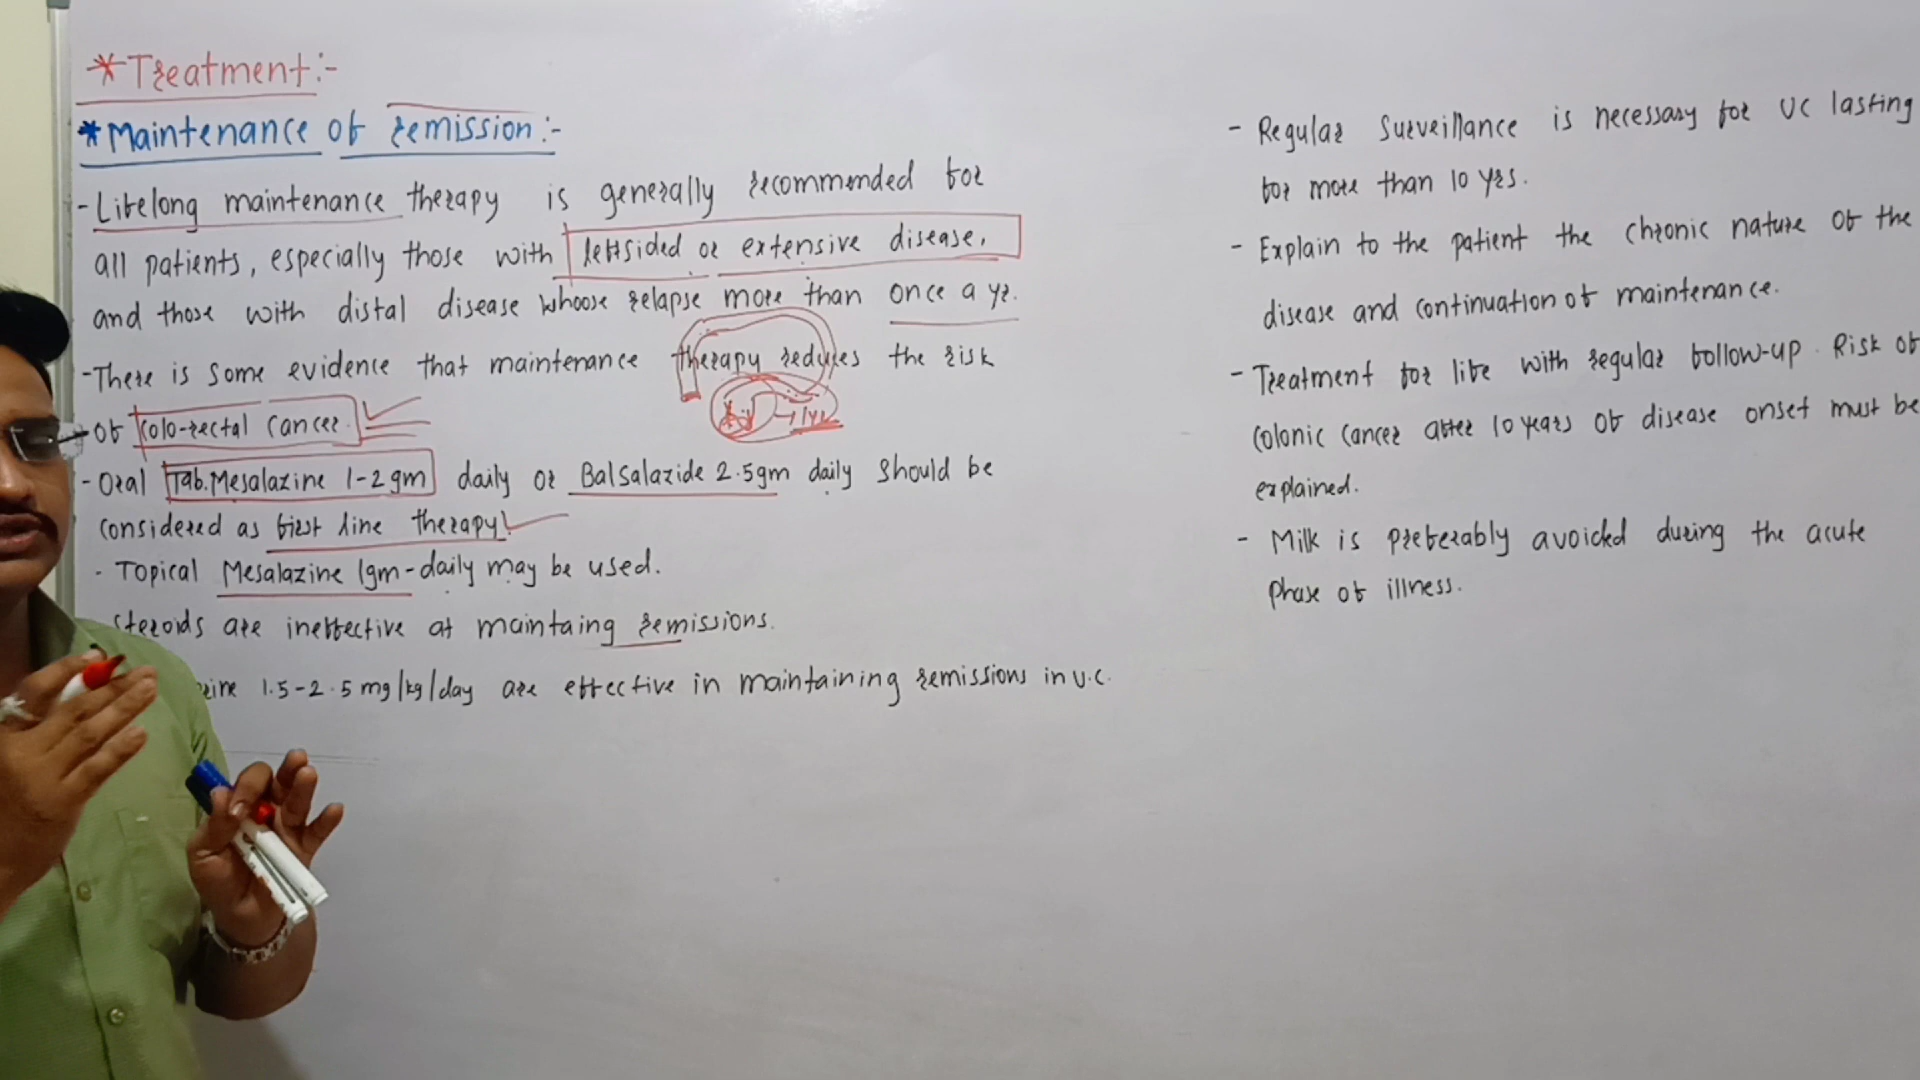 *Treatment:-
*Maintenance of remission:-
- Lifelong maintenance therapy is generally recommended for
all patients, especially those with leftsided or extensive disease,
and those with distal disease whoose relapse more than once a yr.
- There is some evidence that maintenance therapy reduces the risk
of Colo-rectal Cancer.
- Oral Tab.Mesalazine 1-2gm daily or Balsalazide 2.5gm daily should be
Considered as first line therapy
- Topical Mesalazine 1gm-daily may be used.
steroids are ineffective at maintaing remissions.
1.5-2.5 mg/kg/day are effective in maintaining remissions in U.C.
- Regular Surveillance is necessary for UC lasting
for more than 10 yrs.
- Explain to the patient the chronic nature of the
disease and continuation of maintenance.
- Treatment for life with regular follow-up. Risk of
Colonic Cancer after 10 years of disease onset must be
explained.
- Milk is preferably avoided during the acute
phase of illness.